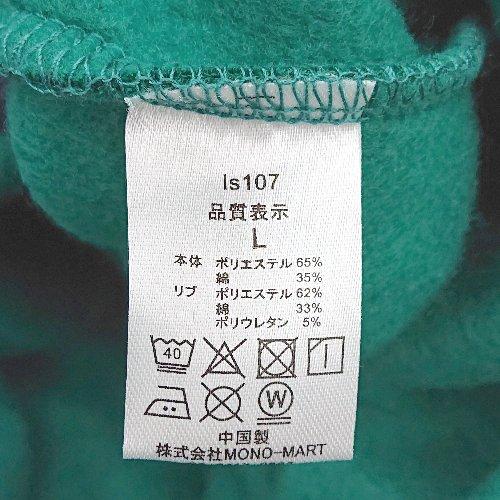 ls107
品質表示
L
本体 ポリエステル 65%
綿 35%
リブ ポリエステル 62%
綿 33%
ポリウレタン 5%
40
W
中国製
株式会社MONO-MART